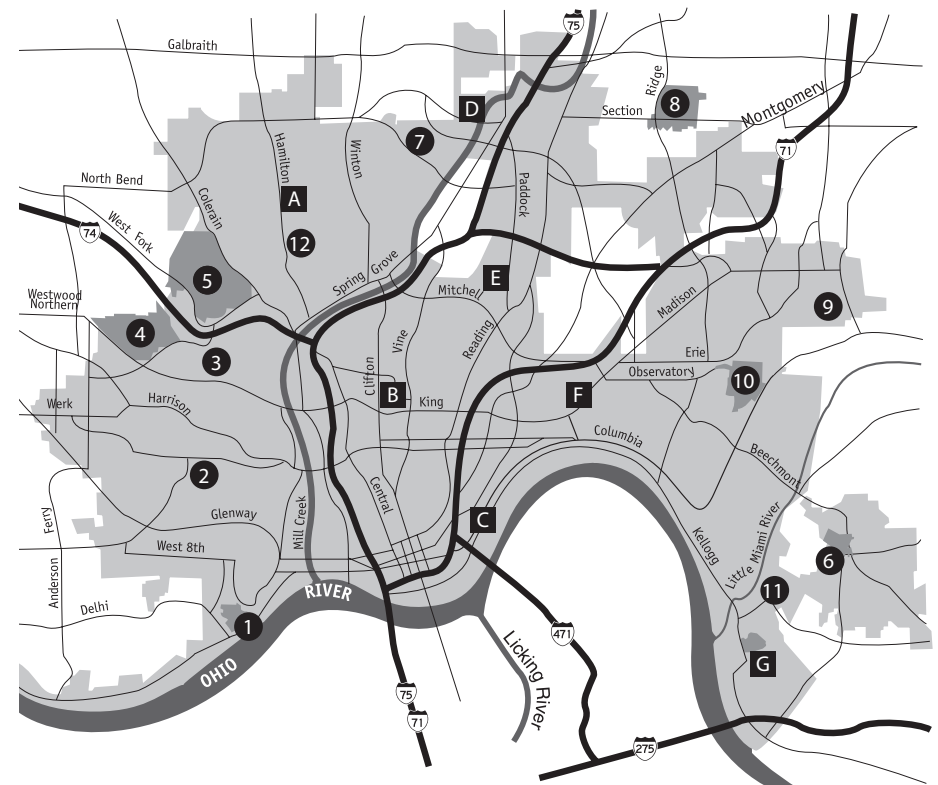 75
Galbraith
Ridge
8
D
Section
Montgomery
7
71
Hamilton
Winton
North Bend
Paddock
A
Colerain
74
West Fork
12
Spring Grove
5
E
Mitchell
Madison
Westwood
Northern
9
4
Reading
Vine
3
Erie
Clifton
Observatory
10
B
King
F
Werk
Harrison
Columbia
2
Beechmont
Central
Glenway
Ferry
Mill Creek
C
Kellogg
Little Miami River
West 8th
6
Anderson
RIVER
11
Delhi
1
471
OHIO
Licking River
G
75
71
275